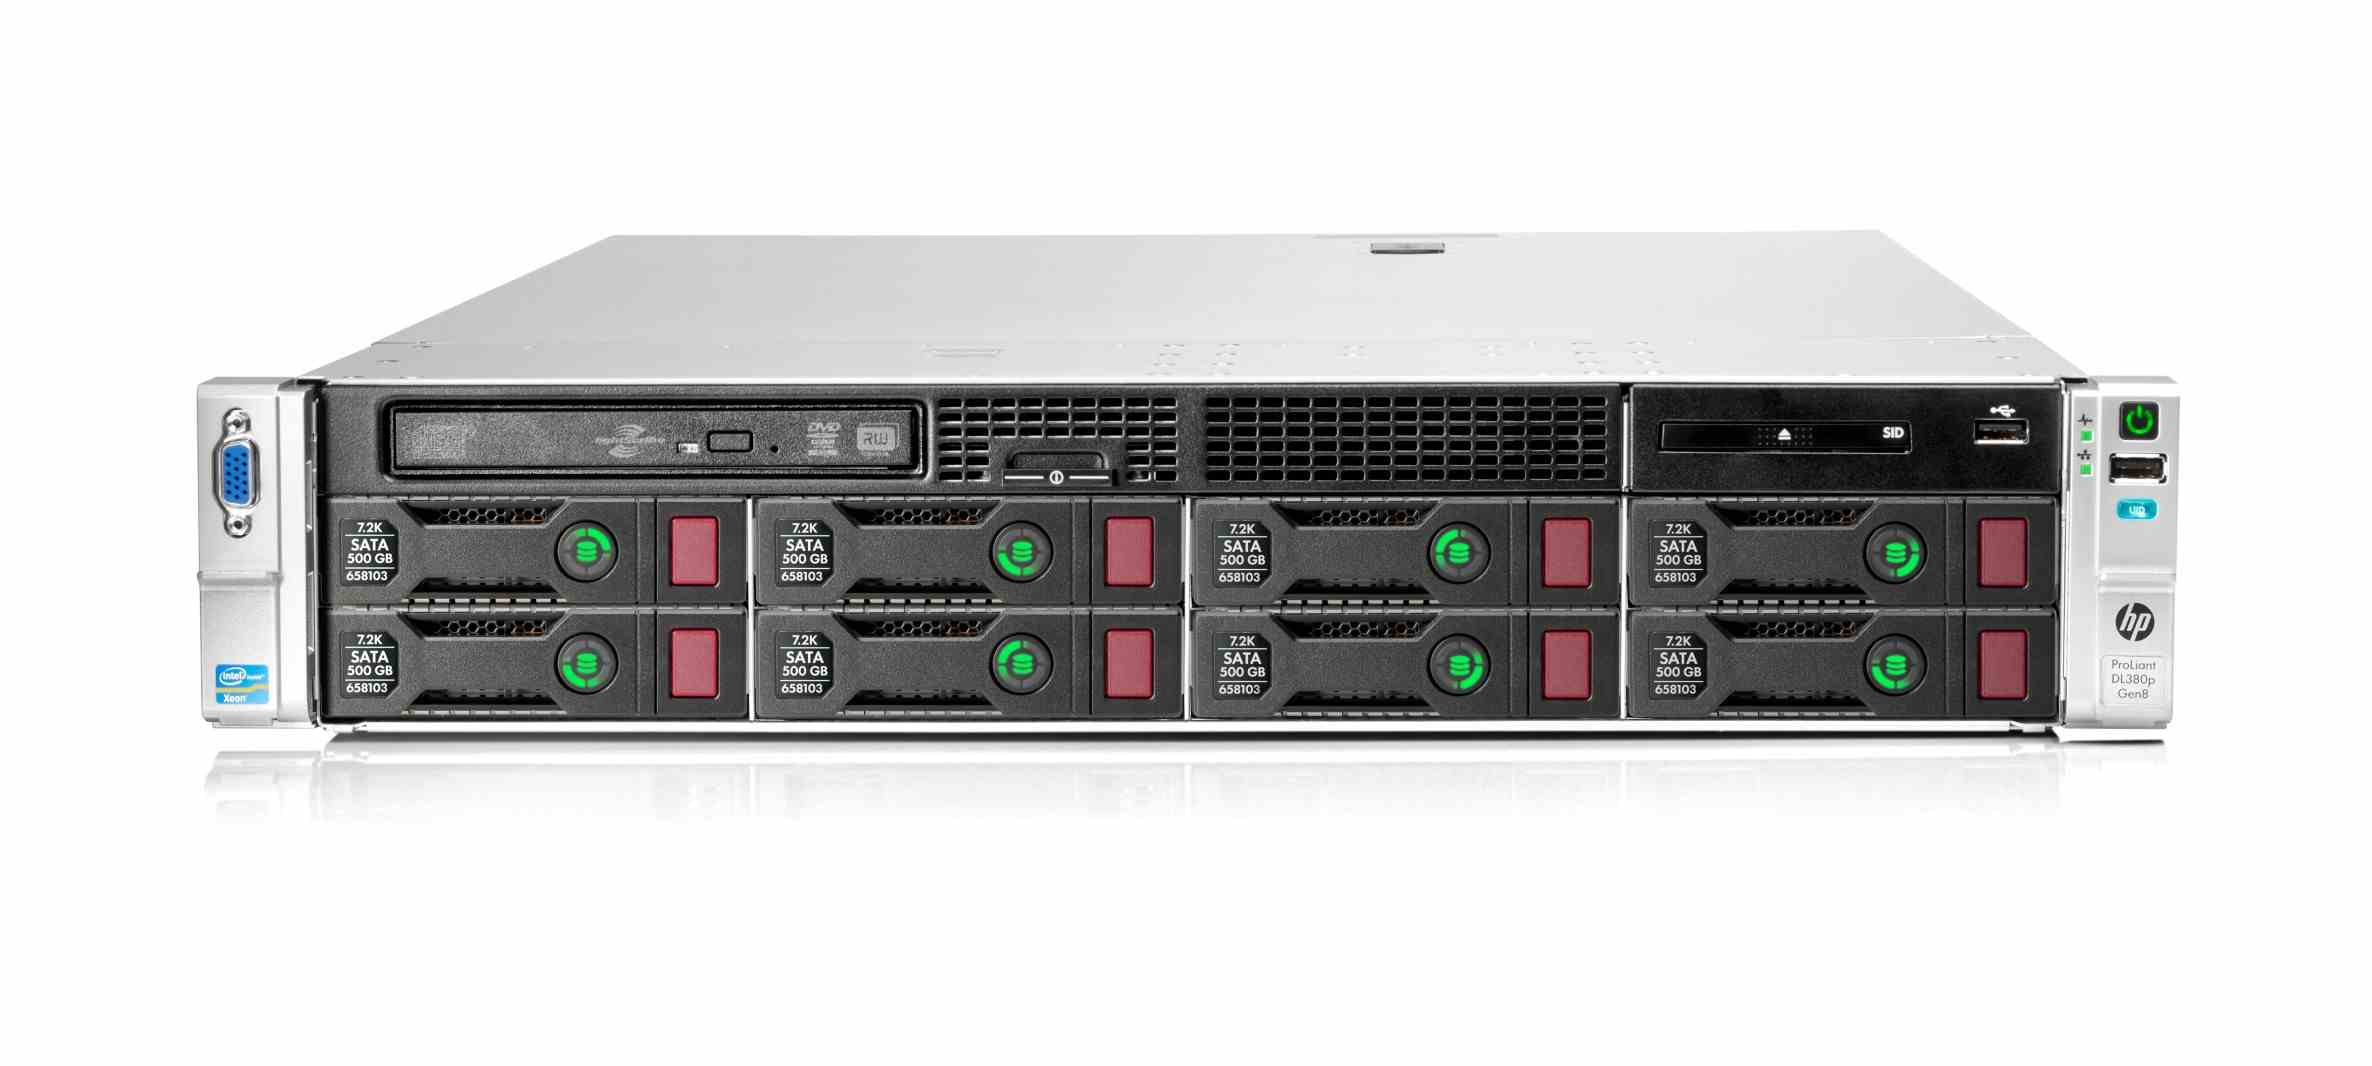 lightScribe
DVD
RW
SID
UID
7.2K
SATA
500 GB
658103
7.2K
SATA
500 GB
658103
7.2K
SATA
500 GB
658103
7.2K
SATA
500 GB
658103
7.2K
SATA
500 GB
658103
7.2K
SATA
500 GB
658103
7.2K
SATA
500 GB
658103
7.2K
SATA
500 GB
658103
hp
ProLiant
DL380p
Gen8
intel
Xeon